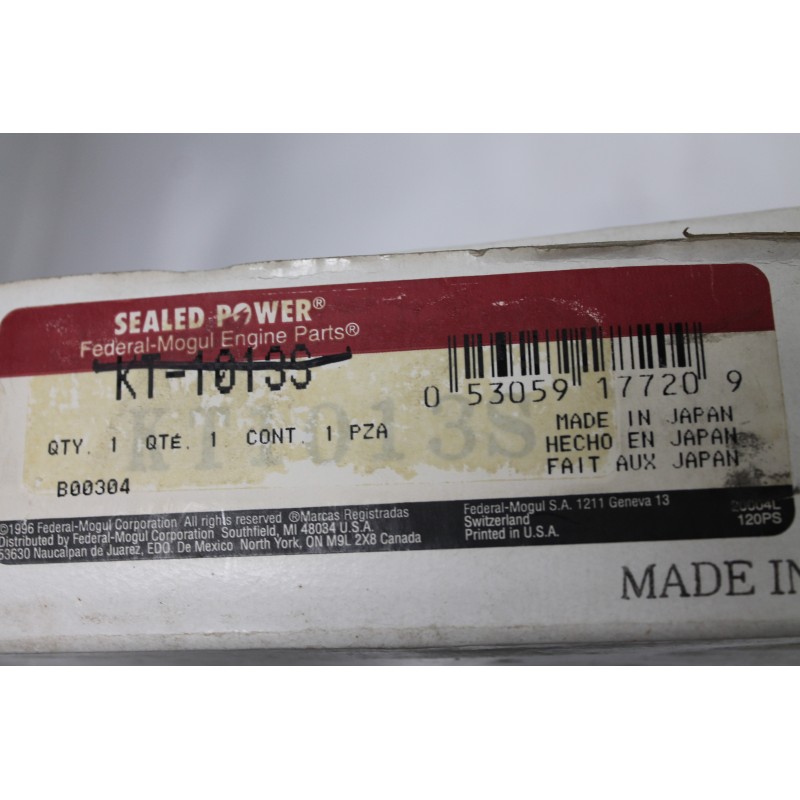 SEALED POWER®
Federal-Mogul Engine Parts®
KT-1013S
KT1013S
0 53059 17720 9
QTY. 1 QTÉ. 1 CONT. 1 PZA
MADE IN JAPAN
HECHO EN JAPAN
FAIT AUX JAPAN
B00304
©1996 Federal-Mogul Corporation All rights reserved ®Marcas Registradas
Distributed by Federal-Mogul Corporation Southfield, MI 48034 U.S.A.
53630 Naucalpan de Juarez, EDO. De Mexico North York, ON M9L 2X8 Canada
Federal-Mogul S.A. 1211 Geneva 13
Switzerland
Printed in U.S.A.
120PS
MADE IN